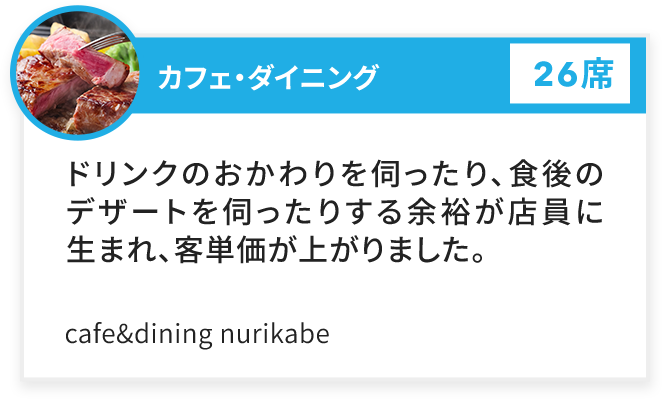 カフェ・ダイニング
26席
ドリンクのおかわりを伺ったり、食後の
デザートを伺ったりする余裕が店員に
生まれ、客単価が上がりました。
cafe&dining nurikabe